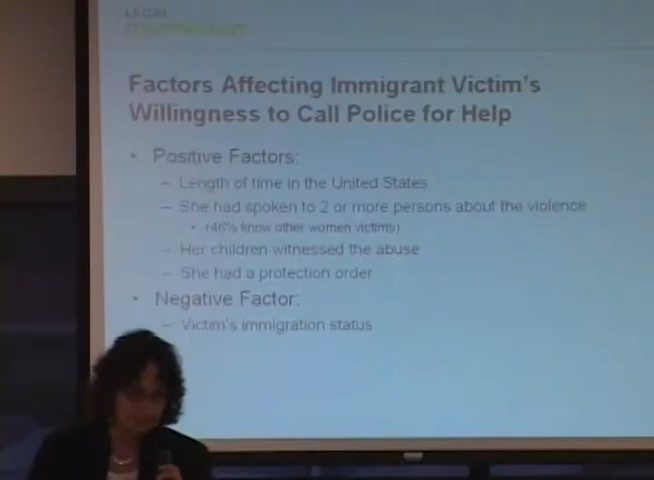 LEGAL
Factors Affecting Immigrant Victim's
Willingness to Call Police for Help
• Positive Factors:
– Length of time in the United States
– She had spoken to 2 or more persons about the violence
• (46% know other women victims)
– Her children witnessed the abuse
– She had a protection order
• Negative Factor:
– Victim's immigration status